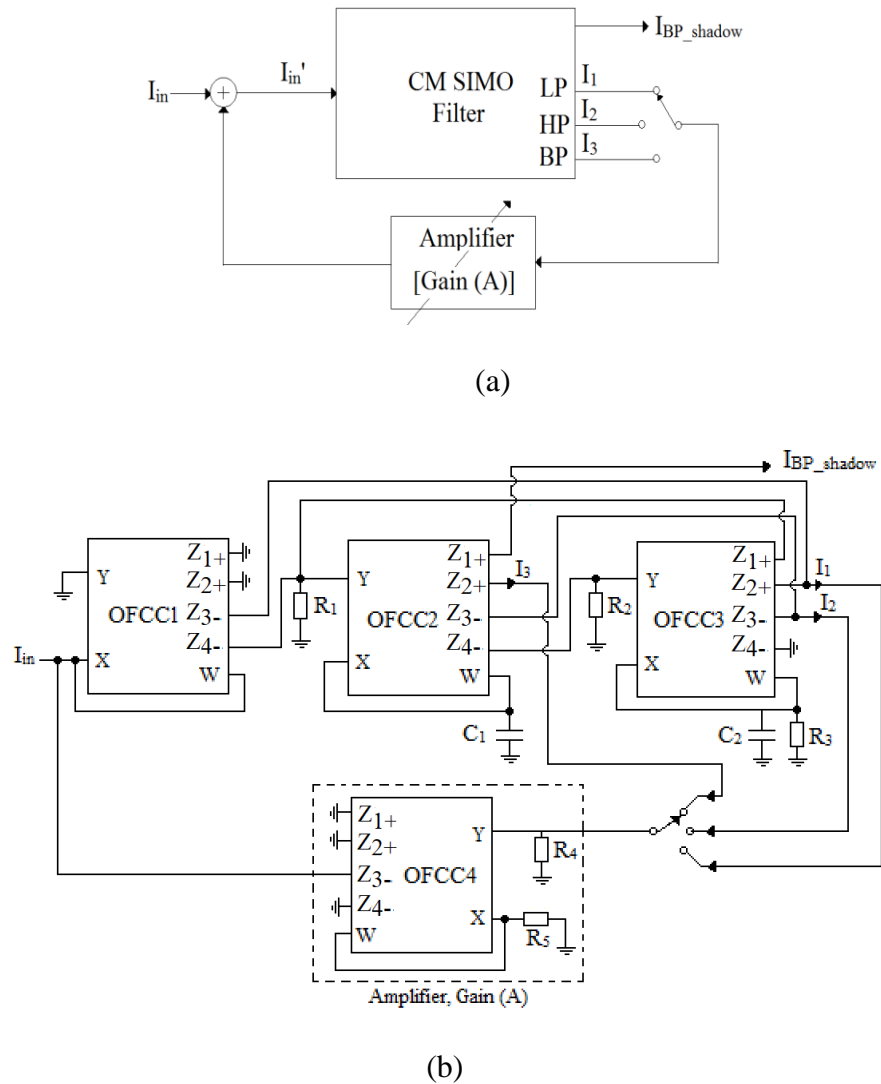 I_BP_shadow
I_in
I_in'
+
CM SIMO
Filter
LP
I_1
HP
I_2
BP
I_3
Amplifier
[Gain (A)]
(a)
I_BP_shadow
Y
OFCC1
X
Z_1+
Z_2+
Z_3-
Z_4-
W
I_in
R_1
Y
OFCC2
X
Z_1+
Z_2+
Z_3-
Z_4-
W
I_3
C_1
R_2
Y
OFCC3
X
Z_1+
Z_2+
Z_3-
Z_4-
W
I_1
I_2
C_2
R_3
Z_1+
Z_2+
Z_3-
Z_4-
W
OFCC4
Y
X
R_4
R_5
Amplifier, Gain (A)
(b)